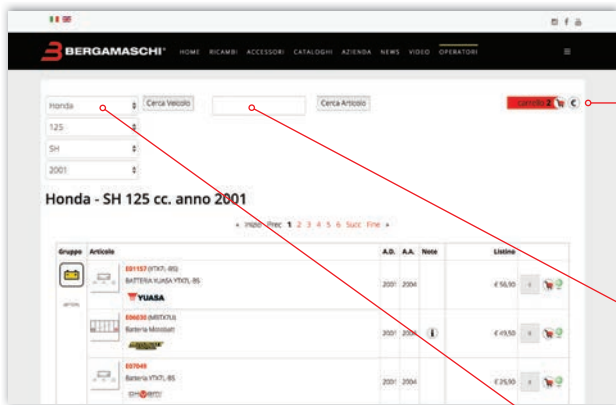 BERGAMASCHI
HOME RICAMBI ACCESSORI CATALOGHI AZIENDA NEWS VIDEO OPERATORI
Honda Cerca Veicolo Cerca Articolo carrello 2 €
125
SH
2001
Honda - SH 125 cc. anno 2001
« Inizio Prec 1 2 3 4 5 6 Succ Fine »
Gruppo Articolo A.D. A.A. Note Listino
E01157 (YTX7L-BS)
BATTERIA YUASA YTX7L-BS
2001 2004 € 56,90
YUASA
Batteria Motobatt
2001 2004 € 49,50
E07049
Batteria YTX7L-BS
2001 2004 € 25,90